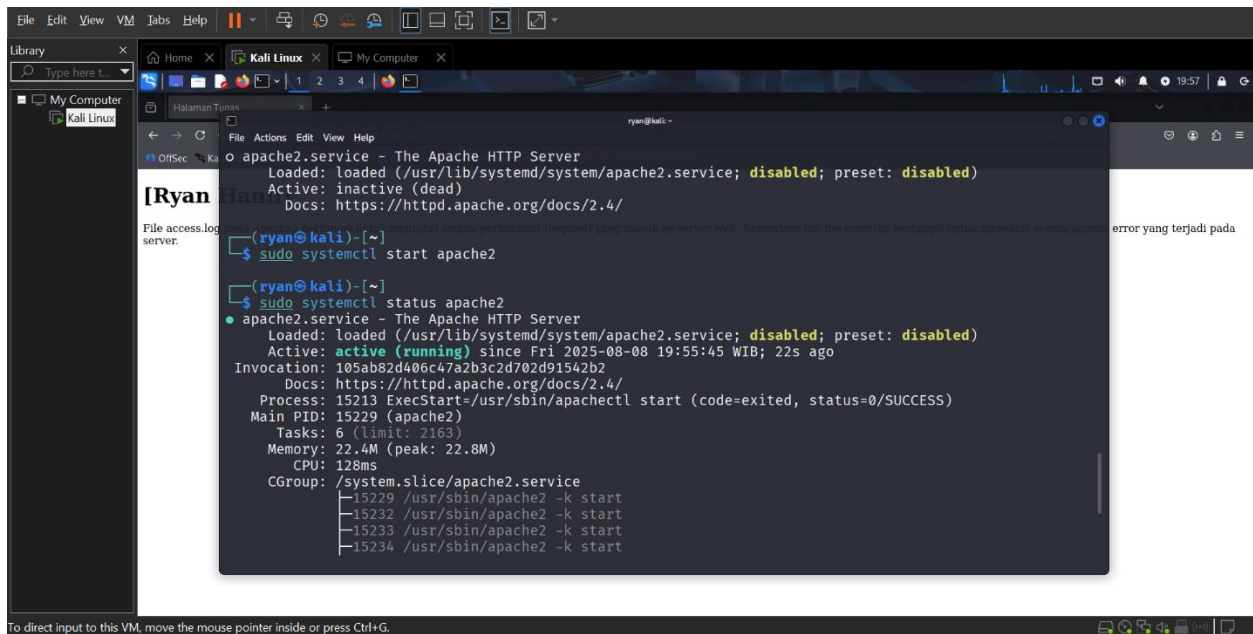 File Edit View VM Tabs Help
Library
Home
Kali Linux
My Computer
Type here t...
1 2 3 4
19:57
My Computer
Kali Linux
Halaman Tugas
ryan@kali: ~
File Actions Edit View Help
OffSec
Ka
○ apache2.service - The Apache HTTP Server
Loaded: loaded (/usr/lib/systemd/system/apache2.service; disabled; preset: disabled)
Active: inactive (dead)
Docs: https://httpd.apache.org/docs/2.4/
[Ryan
File access.log
error yang terjadi pada
server.
┌──(ryan㉿kali)-[~]
└─$ sudo systemctl start apache2
┌──(ryan㉿kali)-[~]
└─$ sudo systemctl status apache2
● apache2.service - The Apache HTTP Server
Loaded: loaded (/usr/lib/systemd/system/apache2.service; disabled; preset: disabled)
Active: active (running) since Fri 2025-08-08 19:55:45 WIB; 22s ago
Invocation: 105ab82d406c47a2b3c2d702d91542b2
Docs: https://httpd.apache.org/docs/2.4/
Process: 15213 ExecStart=/usr/sbin/apachectl start (code=exited, status=0/SUCCESS)
Main PID: 15229 (apache2)
Tasks: 6 (limit: 2163)
Memory: 22.4M (peak: 22.8M)
CPU: 128ms
CGroup: /system.slice/apache2.service
├─15229 /usr/sbin/apache2 -k start
├─15232 /usr/sbin/apache2 -k start
├─15233 /usr/sbin/apache2 -k start
├─15234 /usr/sbin/apache2 -k start
To direct input to this VM, move the mouse pointer inside or press Ctrl+G.